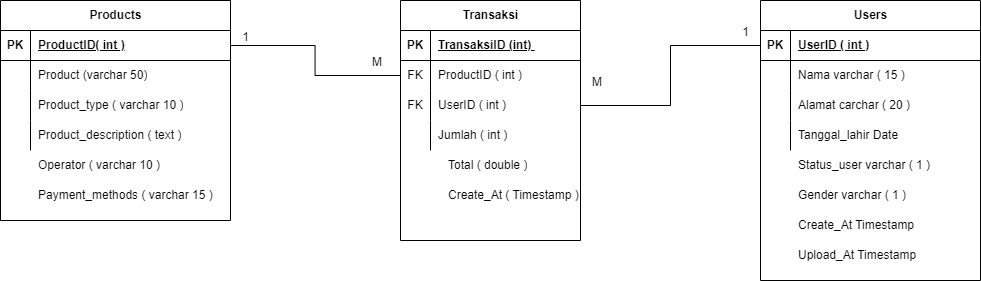 Products
PK ProductID( int )
Product (varchar 50)
Product_type ( varchar 10 )
Product_description ( text )
Operator ( varchar 10 )
Payment_methods ( varchar 15 )
1
M
Transaksi
PK TransaksiID (int)
FK ProductID ( int )
FK UserID ( int )
Jumlah ( int )
Total ( double )
Create_At ( Timestamp )
M
1
Users
PK UserID ( int )
Nama varchar ( 15 )
Alamat carchar ( 20 )
Tanggal_lahir Date
Status_user varchar ( 1 )
Gender varchar ( 1 )
Create_At Timestamp
Upload_At Timestamp